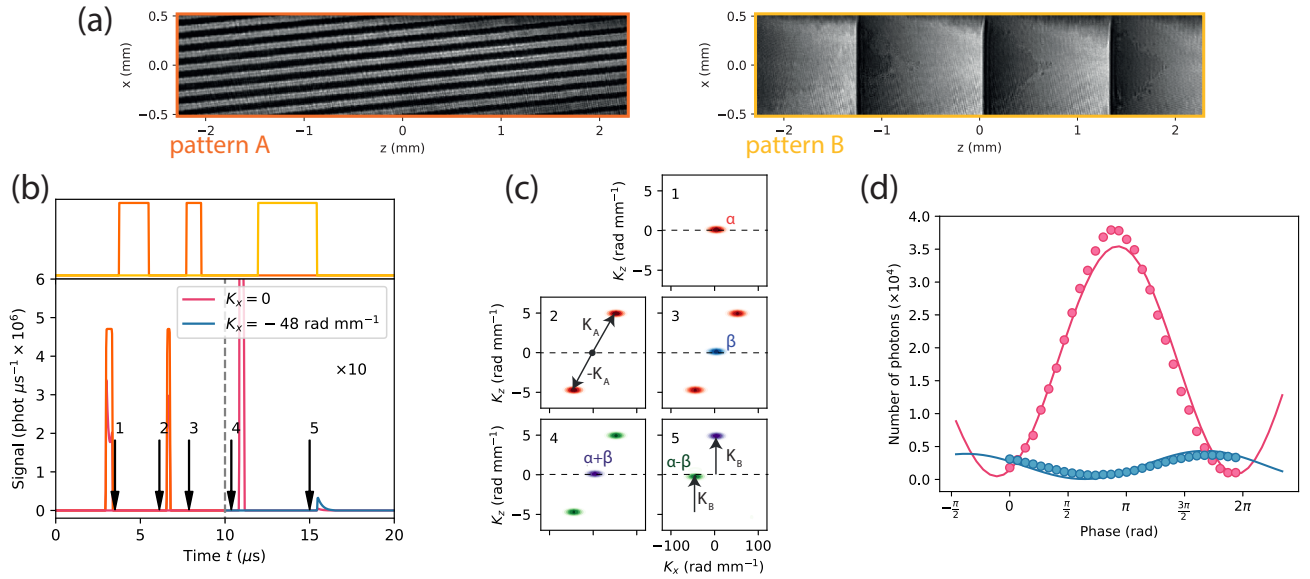 (a)
x (mm)
0.5
0.0
−0.5
−2
−1
0
1
2
z (mm)
pattern A
x (mm)
0.5
0.0
−0.5
−2
−1
0
1
2
z (mm)
pattern B
(b)
Signal (phot μs⁻¹ × 10⁶)
6
5
4
3
2
1
0
K_x = 0
K_x = − 48 rad mm⁻¹
×10
1
2
3
4
5
0
5
10
15
20
Time t (μs)
(c)
K_z (rad mm⁻¹)
5
0
−5
1
α
K_z (rad mm⁻¹)
5
0
−5
2
K_A
-K_A
3
β
K_z (rad mm⁻¹)
5
0
−5
4
α+β
5
α-β
K_B
K_B
−100
0
100
K_x (rad mm⁻¹)
(d)
Number of photons (×10⁴)
4.0
3.5
3.0
2.5
2.0
1.5
1.0
0.5
0.0
−π/2
0
π/2
π
3π/2
2π
Phase (rad)